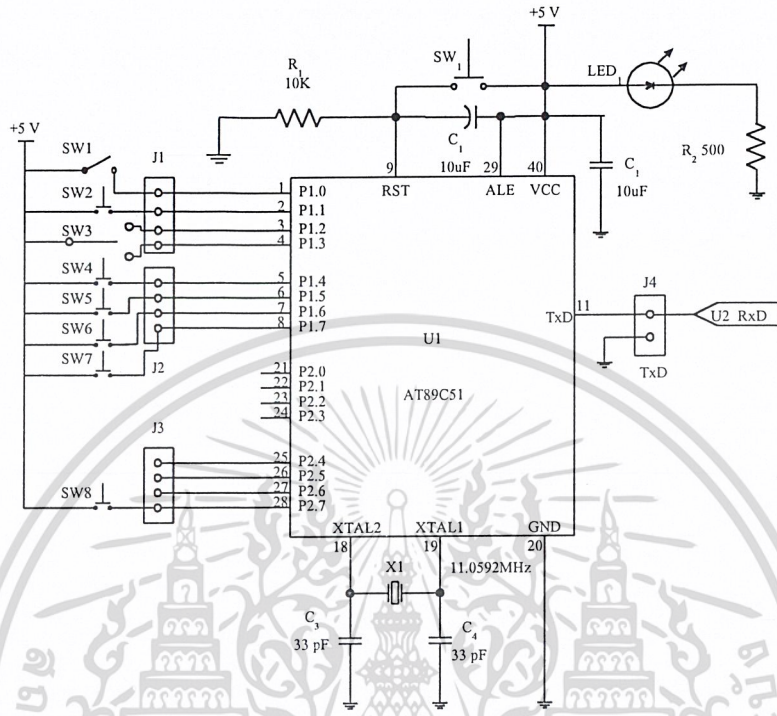 +5 V
SW1
R1
10K
LED1
+5 V
SW1
J1
C1
R2 500
SW2
9
10uF
29
40
C1
RST
ALE
VCC
10uF
1
P1.0
2
P1.1
SW3
3
P1.2
4
P1.3
SW4
5
P1.4
J4
SW5
6
P1.5
7
P1.6
TxD
11
U2 RxD
SW6
8
P1.7
U1
SW7
J2
21
P2.0
TxD
22
P2.1
AT89C51
23
P2.2
24
P2.3
J3
25
P2.4
26
P2.5
SW8
27
P2.6
28
P2.7
XTAL2
XTAL1
GND
18
19
20
X1
11.0592MHz
C3
C4
33 pF
33 pF